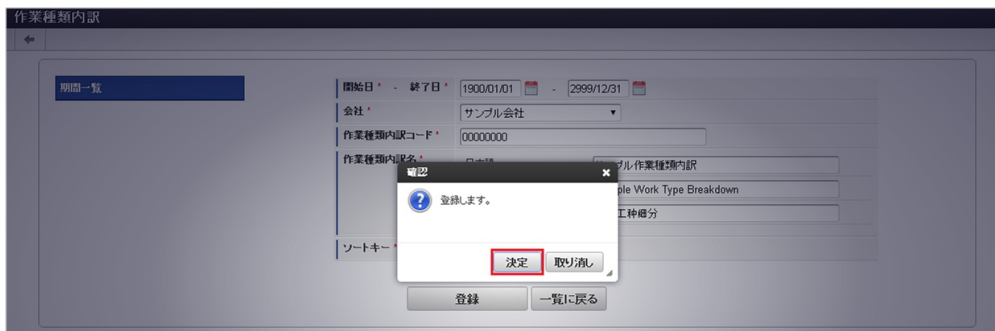 作業種類内訳
期間一覧
開始日* - 終了日* 1900/01/01 - 2999/12/31
会社* サンプル会社
作業種類内訳コード* 00000000
作業種類内訳名* 日本語 プル作業種類内訳
確認
ple Work Type Breakdown
登録します。
工种细分
ソートキー*
決定 取り消し
登録 一覧に戻る